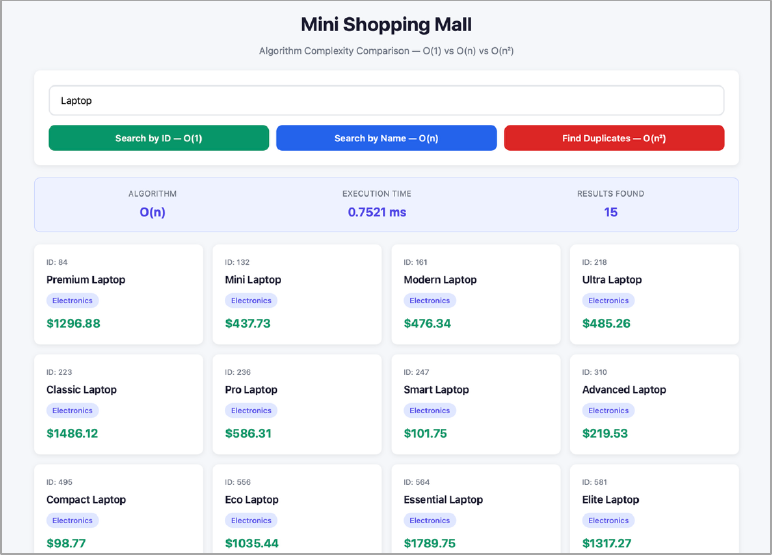 Mini Shopping Mall
Algorithm Complexity Comparison — O(1) vs O(n) vs O(n²)
Laptop
Search by ID — O(1)
Search by Name — O(n)
Find Duplicates — O(n²)
ALGORITHM
O(n)
EXECUTION TIME
0.7521 ms
RESULTS FOUND
15
ID: 84
Premium Laptop
Electronics
$1296.88
ID: 132
Mini Laptop
Electronics
$437.73
ID: 161
Modern Laptop
Electronics
$476.34
ID: 218
Ultra Laptop
Electronics
$485.26
ID: 223
Classic Laptop
Electronics
$1486.12
ID: 236
Pro Laptop
Electronics
$586.31
ID: 247
Smart Laptop
Electronics
$101.75
ID: 310
Advanced Laptop
Electronics
$219.53
ID: 495
Compact Laptop
Electronics
$98.77
ID: 556
Eco Laptop
Electronics
$1035.44
ID: 564
Essential Laptop
Electronics
$1789.75
ID: 581
Elite Laptop
Electronics
$1317.27